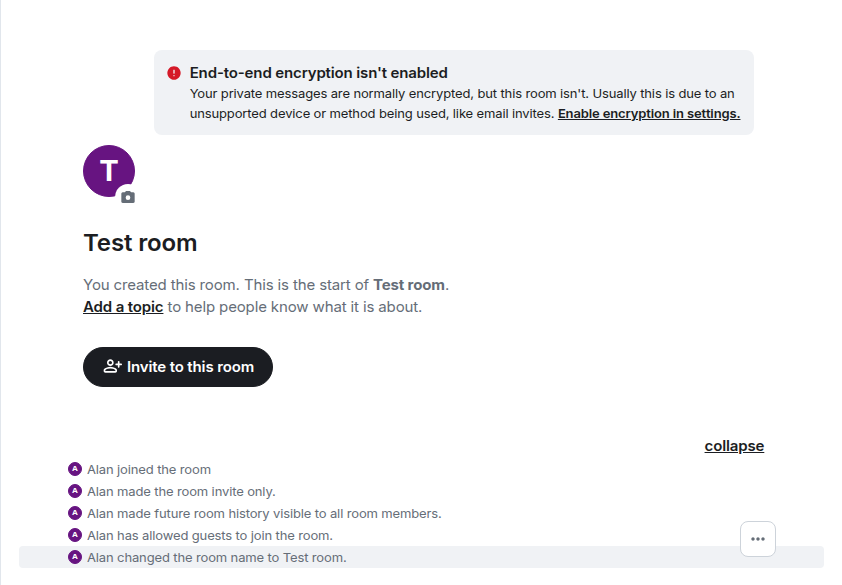 End-to-end encryption isn't enabled
Your private messages are normally encrypted, but this room isn't. Usually this is due to an
unsupported device or method being used, like email invites. Enable encryption in settings.
T
Test room
You created this room. This is the start of Test room.
Add a topic to help people know what it is about.
Invite to this room
collapse
A Alan joined the room
A Alan made the room invite only.
A Alan made future room history visible to all room members.
A Alan has allowed guests to join the room.
A Alan changed the room name to Test room.